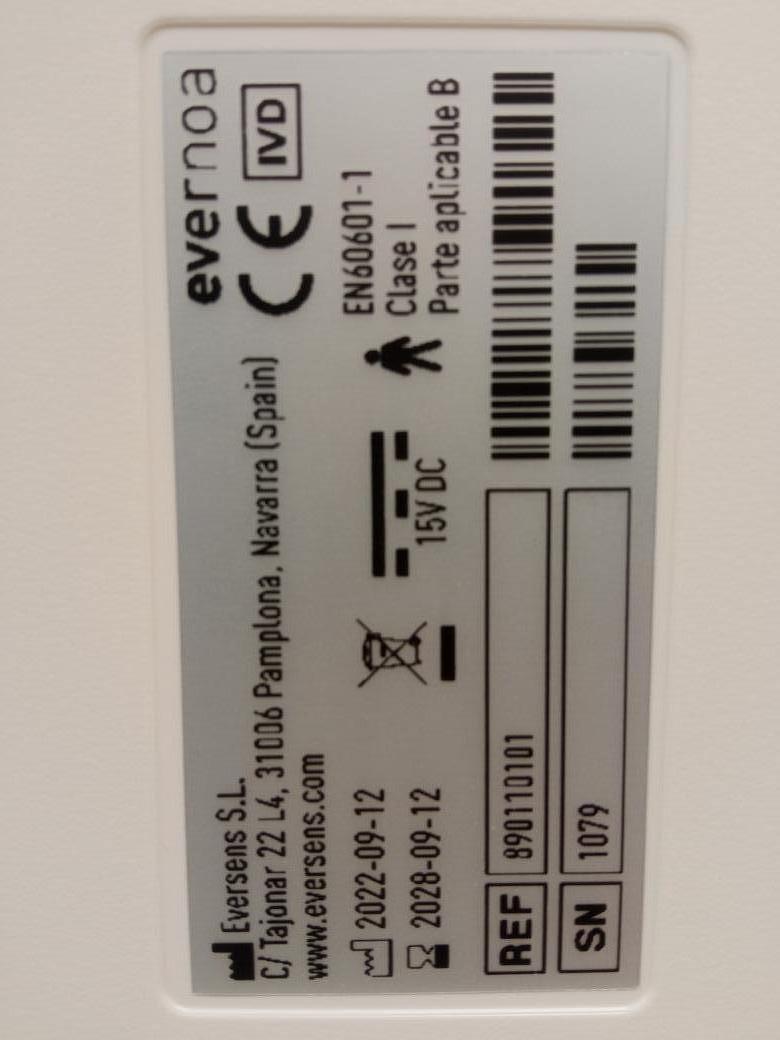 Eversens S.L.
C/ Tajonar 22 L4, 31006 Pamplona, Navarra (Spain)
www.eversens.com
evernoa
CE IVD
2022-09-12
2028-09-12
15V DC
EN60601-1
Clase I
Parte aplicable B
REF 890110101
SN 1079